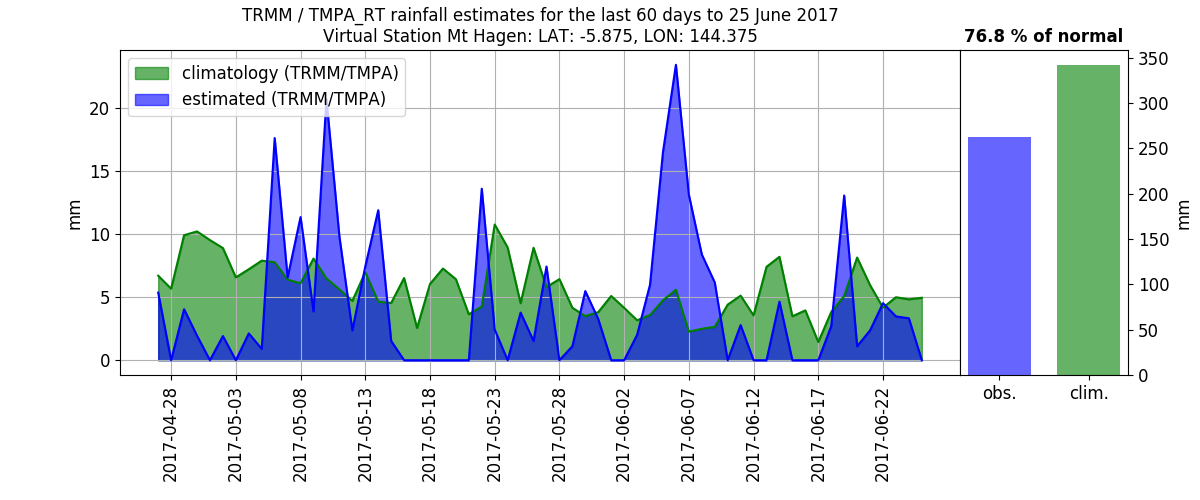 TRMM / TMPA_RT rainfall estimates for the last 60 days to 25 June 2017
Virtual Station Mt Hagen: LAT: -5.875, LON: 144.375
76.8 % of normal
climatology (TRMM/TMPA)
estimated (TRMM/TMPA)
mm
20
15
10
5
0
2017-04-28
2017-05-03
2017-05-08
2017-05-13
2017-05-18
2017-05-23
2017-05-28
2017-06-02
2017-06-07
2017-06-12
2017-06-17
2017-06-22
obs.
clim.
350
300
250
200
150
100
50
0
mm